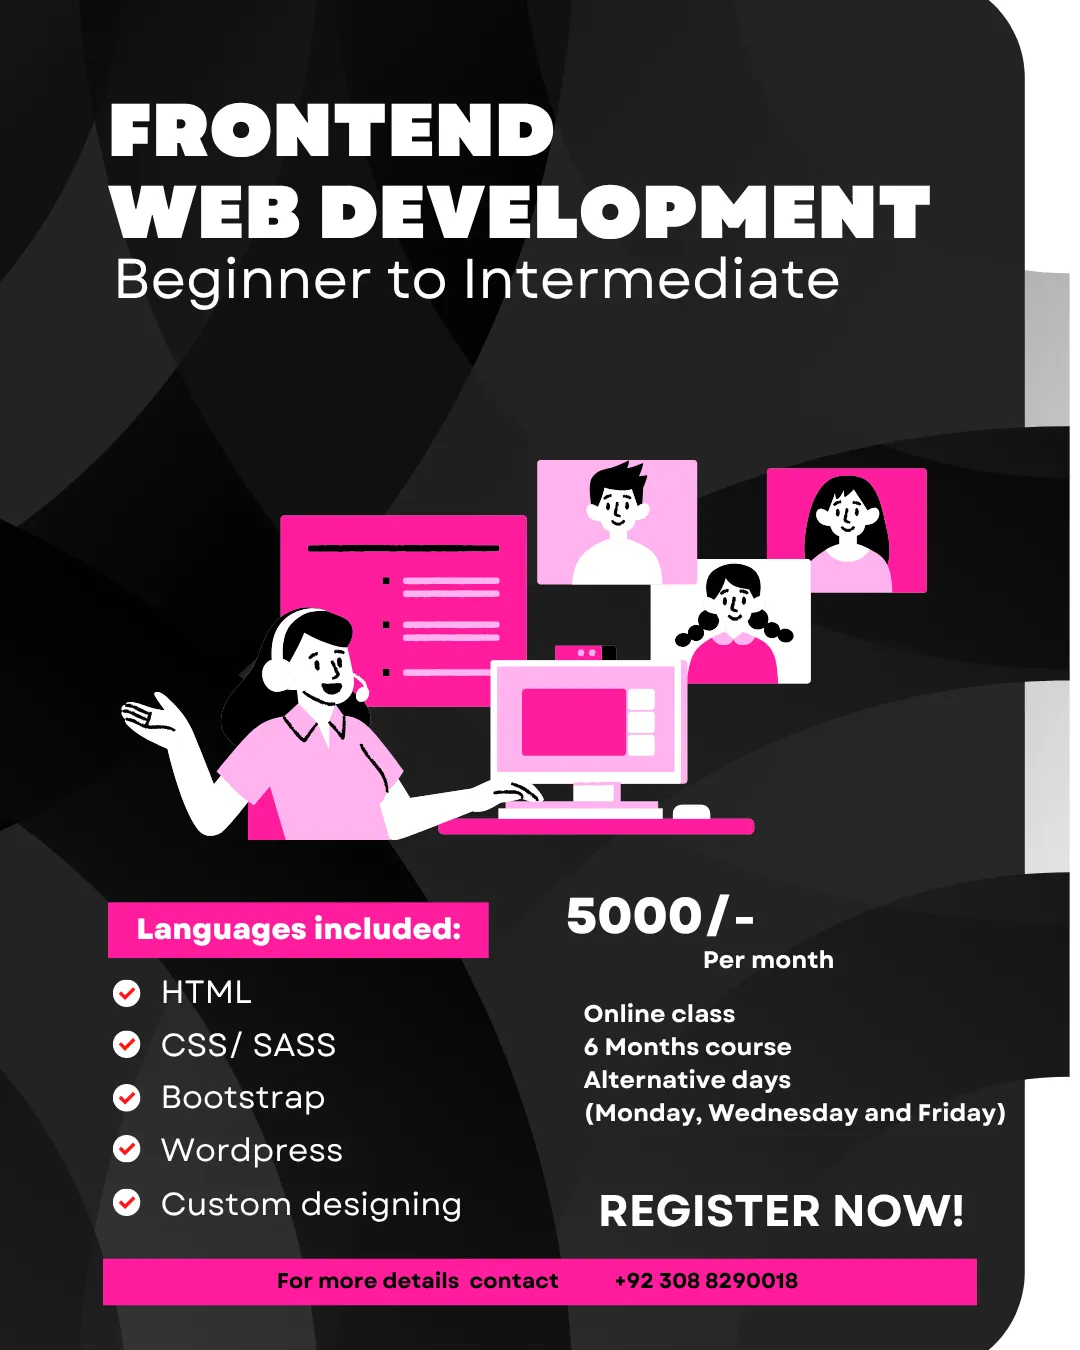 FRONTEND
WEB DEVELOPMENT
Beginner to Intermediate
Languages included:
HTML
CSS/ SASS
Bootstrap
Wordpress
Custom designing
5000/-
Per month
Online class
6 Months course
Alternative days
(Monday, Wednesday and Friday)
REGISTER NOW!
For more details contact +92 308 8290018